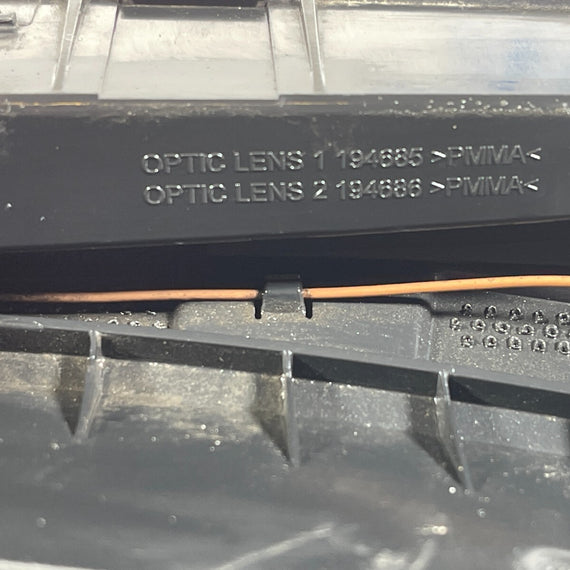 OPTIC LENS 1 194685 >PMMA<
OPTIC LENS 2 194686 >PMMA<